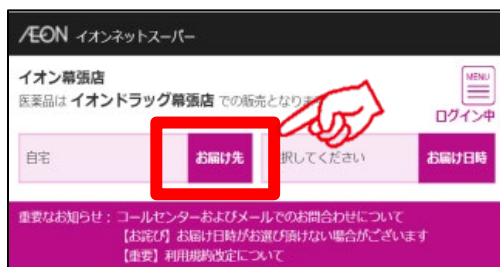 ÆON イオンネットスーパー
イオン幕張店
医薬品は イオンドラッグ幕張店 での販売となります
MENU
ログイン中
自宅 お届け先 択してください お届け日時
重要なお知らせ： コールセンターおよびメールでのお問合わせについて
【お詫び】お届け日時がお選び頂けない場合がございます
【重要】利用規約改定について